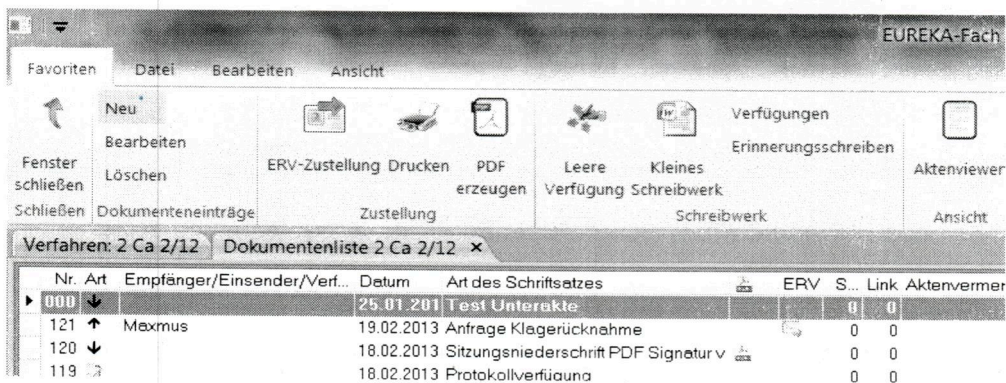 EUREKA-Fach
Favoriten Datei Bearbeiten Ansicht
Neu
Bearbeiten
Löschen
Fenster schließen
ERV-Zustellung Drucken PDF erzeugen
Leere Verfügung Kleines Schreibwerk
Verfügungen
Erinnerungsschreiben
Aktenviewer
Schließen Dokumenteneinträge Zustellung Schreibwerk Ansicht
Verfahren: 2 Ca 2/12 Dokumentenliste 2 Ca 2/12 ×
Nr. Art Empfänger/Einsender/Verf... Datum Art des Schriftsatzes ERV S... Link Aktenvermer
000 25.01.201 Test Unterakte 0 0
121 Maxmus 19.02.2013 Anfrage Klagerücknahme 0 0
120 18.02.2013 Sitzungsniederschrift PDF Signatur v 0 0
119 18.02.2013 Protokollverfügung 0 0